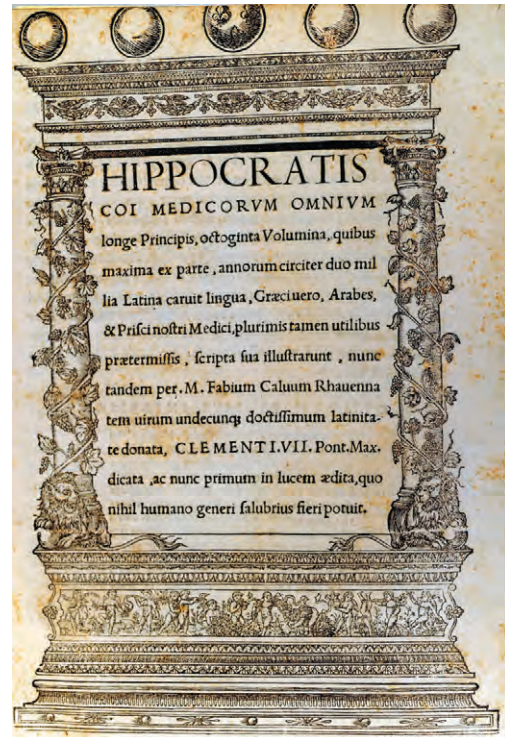 HIPPOCRATIS
COI MEDICORVM OMNIVM
longe Principis, octoginta Volumina, quibus
maxima ex parte, annorum circiter duo mil
lia Latina caruit lingua, Græci uero, Arabes,
& Priſci noſtri Medici, plurimis tamen utilibus
prætermiſſis, ſcripta ſua illuſtrarunt, nunc
tandem per. M. Fabium Caluum Rhauenna
tem uirum undecunqꝫ doctiſſimum latinita-
te donata, CLEMENTI.VII. Pont. Max.
dicata, ac nunc primum in lucem ædita, quo
nihil humano generi ſalubrius fieri potuit.